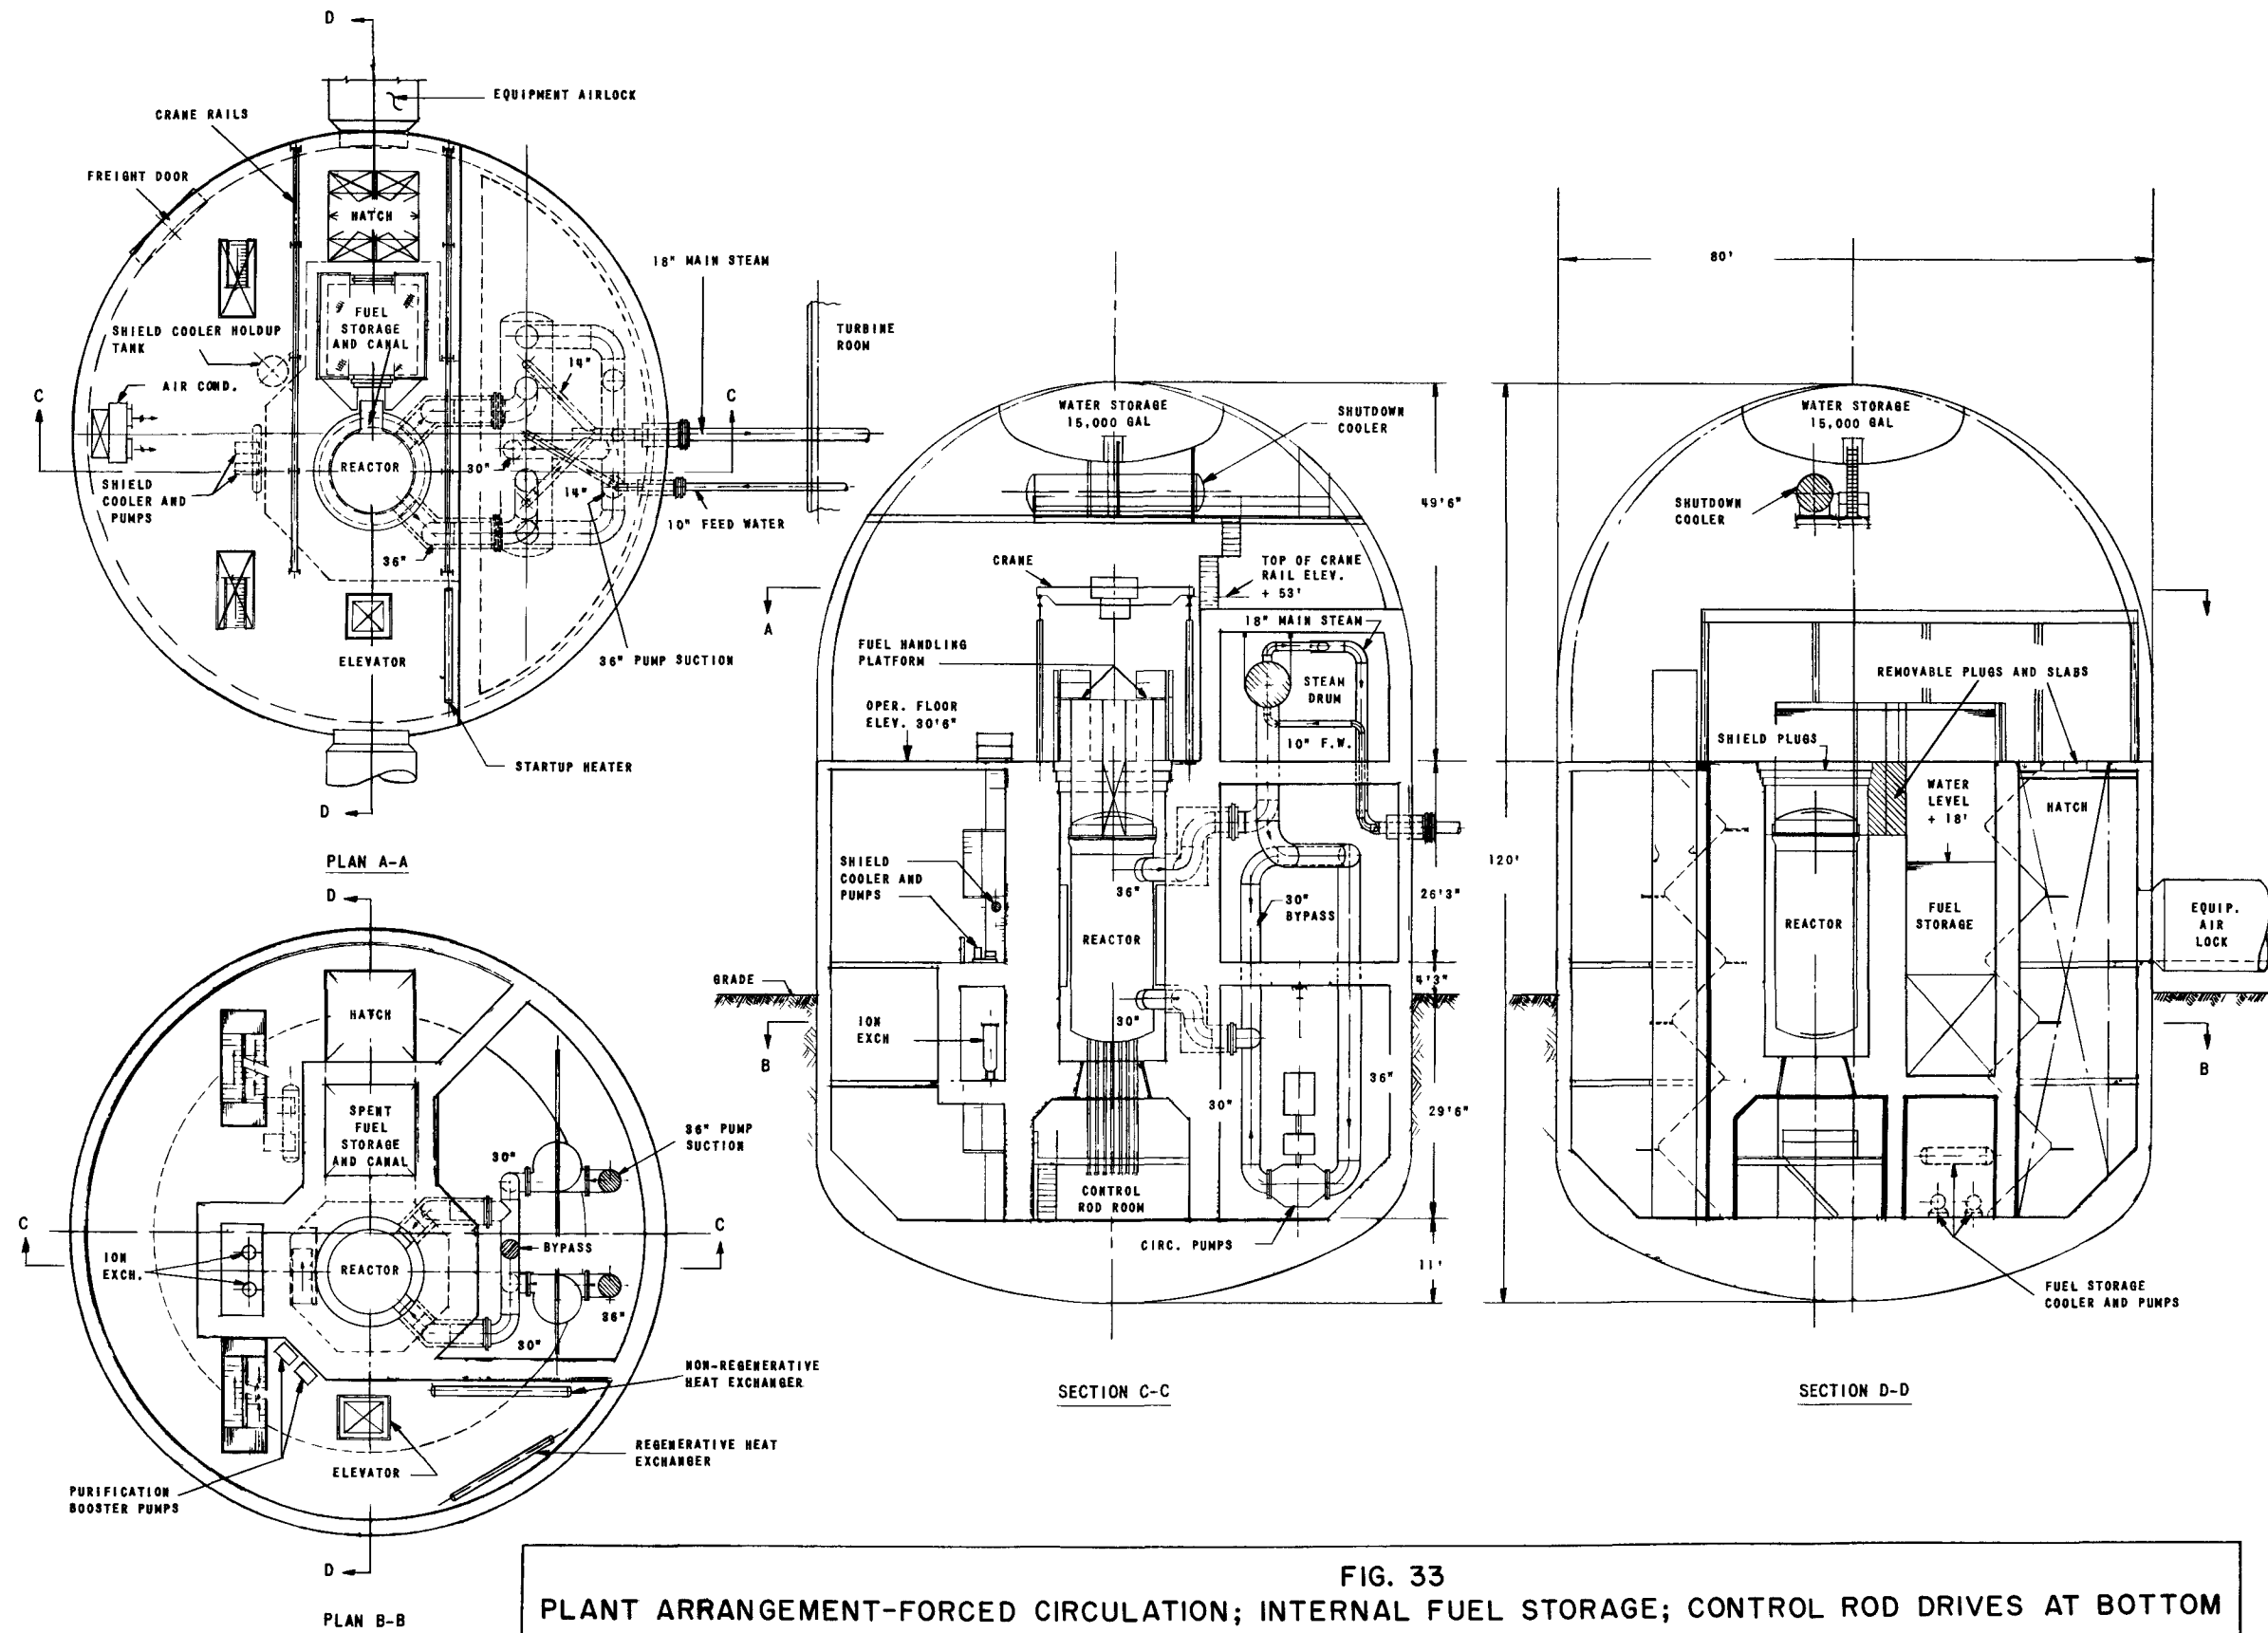 D
EQUIPMENT AIRLOCK
CRANE RAILS
FREIGHT DOOR
HATCH
18" MAIN STEAM
SHIELD COOLER HOLDUP
TANK
FUEL
STORAGE
AND CANAL
TURBINE
ROOM
14"
AIR COND.
C
C
REACTOR
30"
SHIELD
COOLER AND
PUMPS
14"
10" FEED WATER
36"
ELEVATOR
36" PUMP SUCTION
STARTUP HEATER
D
PLAN A-A
D
HATCH
SPENT
FUEL
STORAGE
AND CANAL
36" PUMP
SUCTION
30"
C
C
ION
EXCH.
REACTOR
BYPASS
36"
30"
NON-REGENERATIVE
HEAT EXCHANGER
REGENERATIVE HEAT
EXCHANGER
ELEVATOR
PURIFICATION
BOOSTER PUMPS
D
PLAN B-B
WATER STORAGE
15,000 GAL
SHUTDOWN
COOLER
49'6"
CRANE
TOP OF CRANE
RAIL ELEV.
+ 53'
A
18" MAIN STEAM
FUEL HANDLING
PLATFORM
STEAM
DRUM
OPER. FLOOR
ELEV. 30'6"
10" F.W.
SHIELD
COOLER AND
PUMPS
36"
30"
BYPASS
26'3"
REACTOR
GRADE
4'3"
ION
EXCH
30"
B
36"
30"
29'6"
CONTROL
ROD ROOM
CIRC. PUMPS
11'
SECTION C-C
80'
WATER STORAGE
15,000 GAL
SHUTDOWN
COOLER
REMOVABLE PLUGS AND SLABS
SHIELD PLUGS
WATER
LEVEL
+ 18'
HATCH
120'
REACTOR
FUEL
STORAGE
EQUIP.
AIR
LOCK
B
FUEL STORAGE
COOLER AND PUMPS
SECTION D-D
FIG. 33
PLANT ARRANGEMENT-FORCED CIRCULATION; INTERNAL FUEL STORAGE; CONTROL ROD DRIVES AT BOTTOM